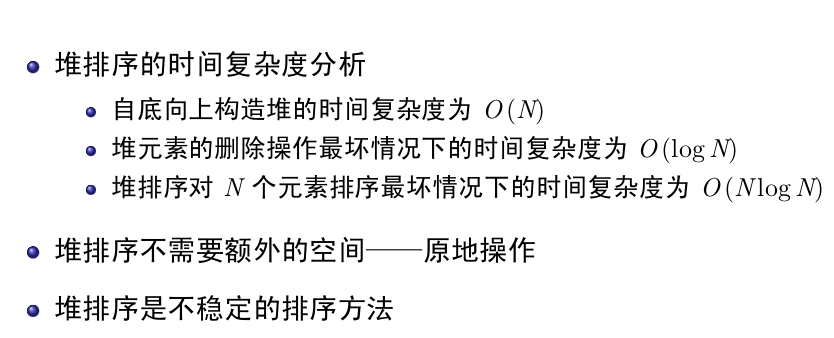 堆排序的时间复杂度分析
自底向上构造堆的时间复杂度为 O(N)
堆元素的删除操作最坏情况下的时间复杂度为 O(log N)
堆排序对 N 个元素排序最坏情况下的时间复杂度为 O(N log N)
堆排序不需要额外的空间——原地操作
堆排序是不稳定的排序方法